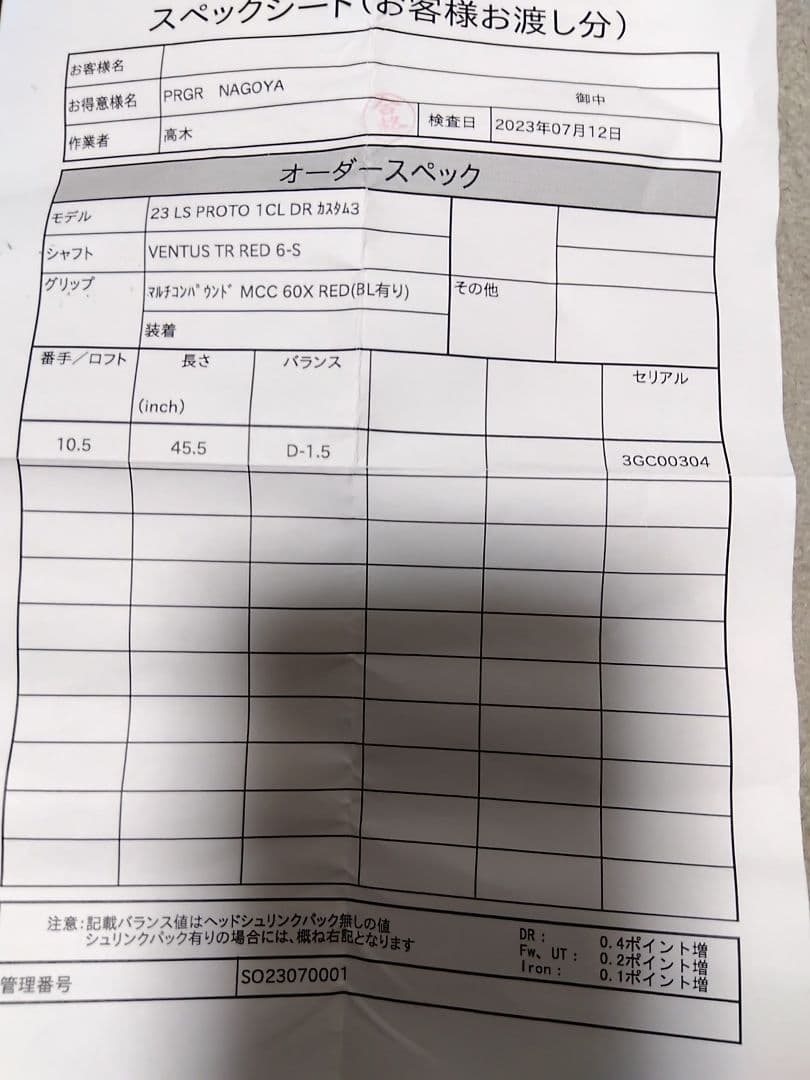 スペックシート(お客様お渡し分)
お客様名
お得意様名 PRGR NAGOYA 御中
作業者 高木 合格 検査日 2023年07月12日
オーダースペック
モデル 23 LS PROTO 1CL DR ｶｽﾀﾑ3
シャフト VENTUS TR RED 6-S
グリップ ﾏﾙﾁｺﾝﾊﾟｳﾝﾄﾞ MCC 60X RED(BL有り) その他
装着
番手／ロフト 長さ バランス セリアル
(inch)
10.5 45.5 D-1.5 3GC00304
注意:記載バランス値はヘッドシュリンクパック無しの値
シュリンクパック有りの場合には、概ね右記となります
DR: 0.4ポイント増
Fw、UT: 0.2ポイント増
Iron: 0.1ポイント増
管理番号 SO23070001